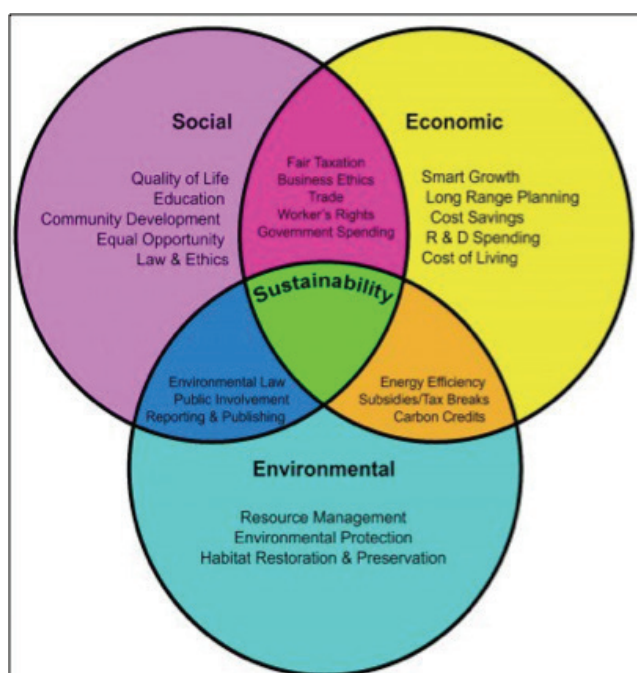 Social
Quality of Life
Education
Community Development
Equal Opportunity
Law & Ethics
Fair Taxation
Business Ethics
Trade
Worker's Rights
Government Spending
Economic
Smart Growth
Long Range Planning
Cost Savings
R & D Spending
Cost of Living
Sustainability
Environmental Law
Public Involvement
Reporting & Publishing
Energy Efficiency
Subsidies/Tax Breaks
Carbon Credits
Environmental
Resource Management
Environmental Protection
Habitat Restoration & Preservation